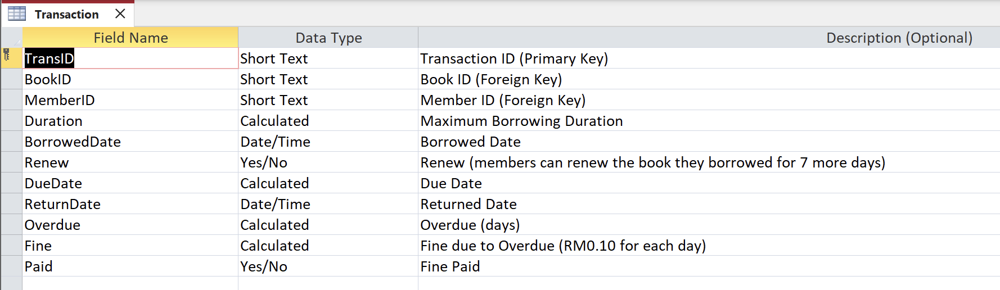 Transaction
Field Name Data Type Description (Optional)
TransID Short Text Transaction ID (Primary Key)
BookID Short Text Book ID (Foreign Key)
MemberID Short Text Member ID (Foreign Key)
Duration Calculated Maximum Borrowing Duration
BorrowedDate Date/Time Borrowed Date
Renew Yes/No Renew (members can renew the book they borrowed for 7 more days)
DueDate Calculated Due Date
ReturnDate Date/Time Returned Date
Overdue Calculated Overdue (days)
Fine Calculated Fine due to Overdue (RM0.10 for each day)
Paid Yes/No Fine Paid